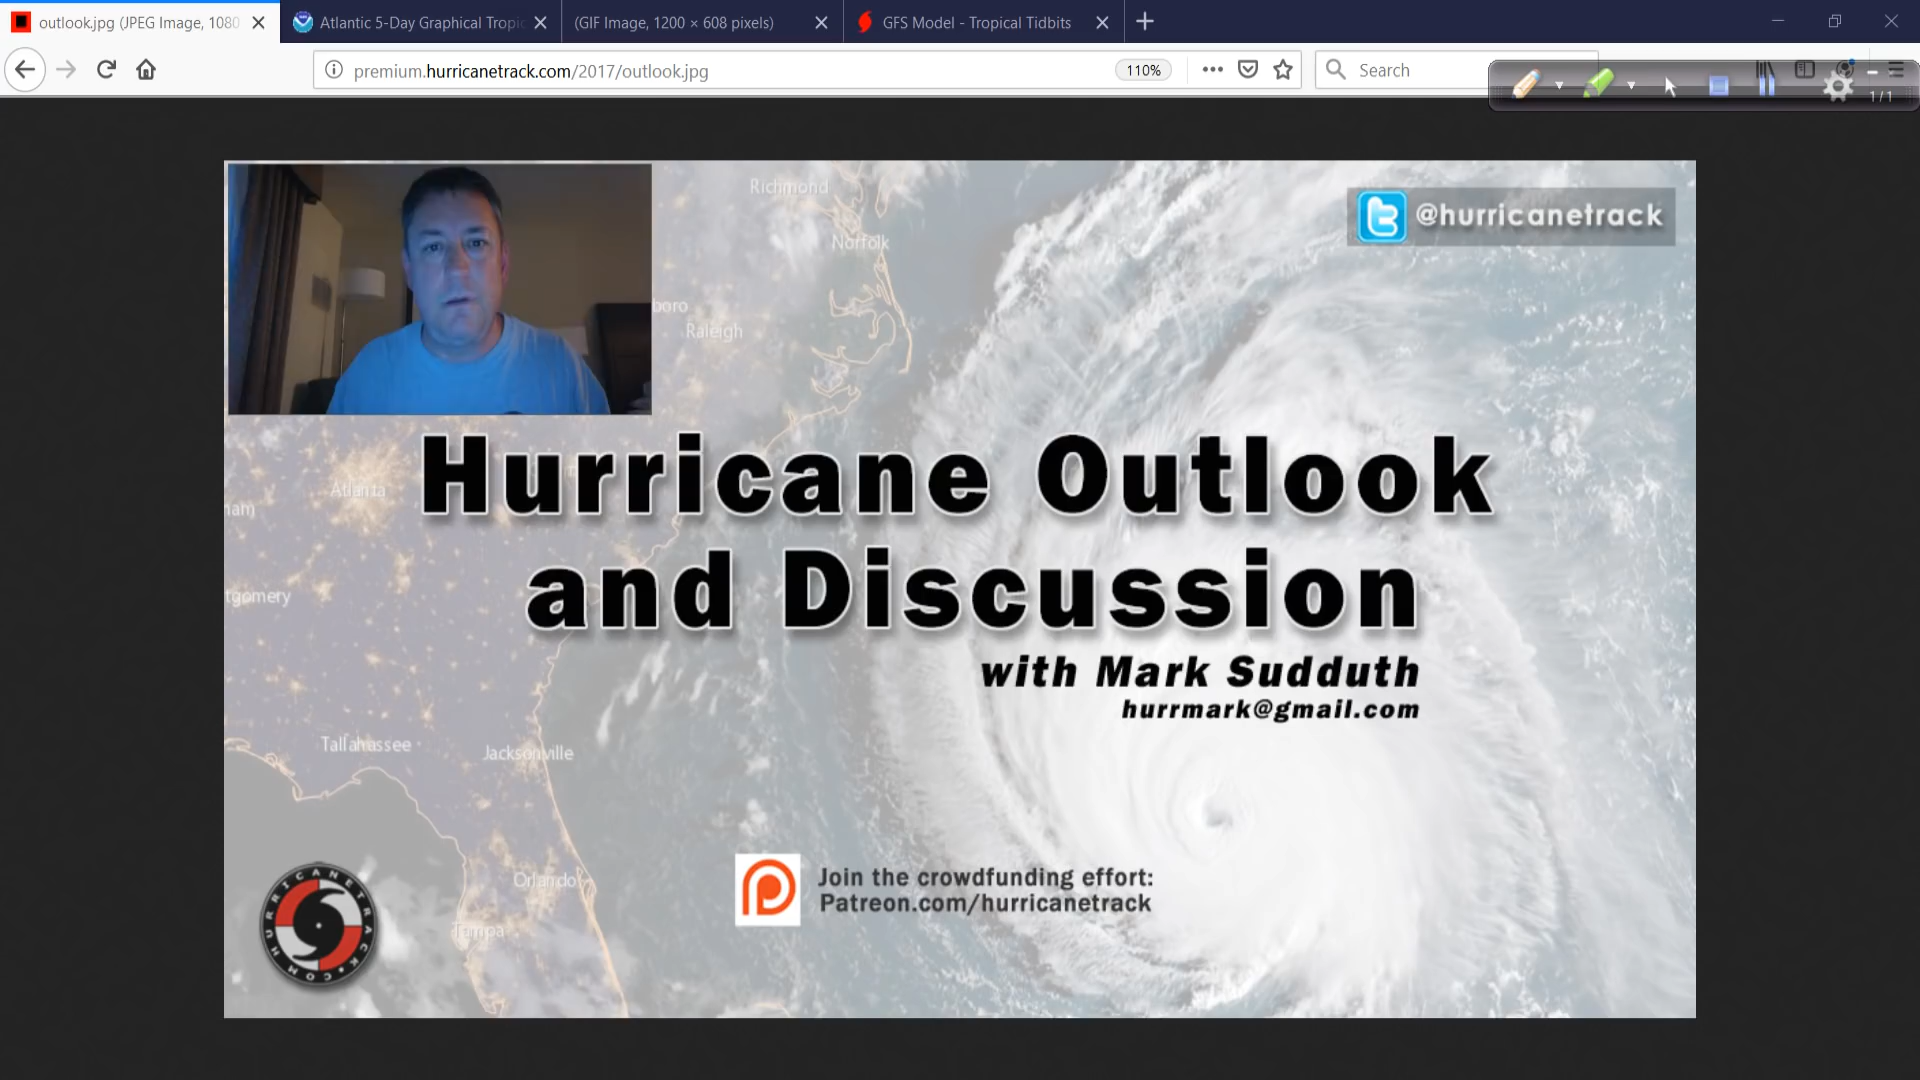 outlook.jpg (JPEG Image, 1080
Atlantic 5-Day Graphical Tropic
(GIF Image, 1200 × 608 pixels)
GFS Model - Tropical Tidbits
premium.hurricanetrack.com/2017/outlook.jpg
110%
Search
1/1
@hurricanetrack
Richmond
Norfolk
boro
Raleigh
Hurricane Outlook
Atlanta
ham)
and Discussion
tgomery
with Mark Sudduth
hurrmark@gmail.com
Tallahassee
Jacksonville
Join the crowdfunding effort:
Patreon.com/hurricanetrack
Orlando
Tampa
HURRICANETRACK.COM